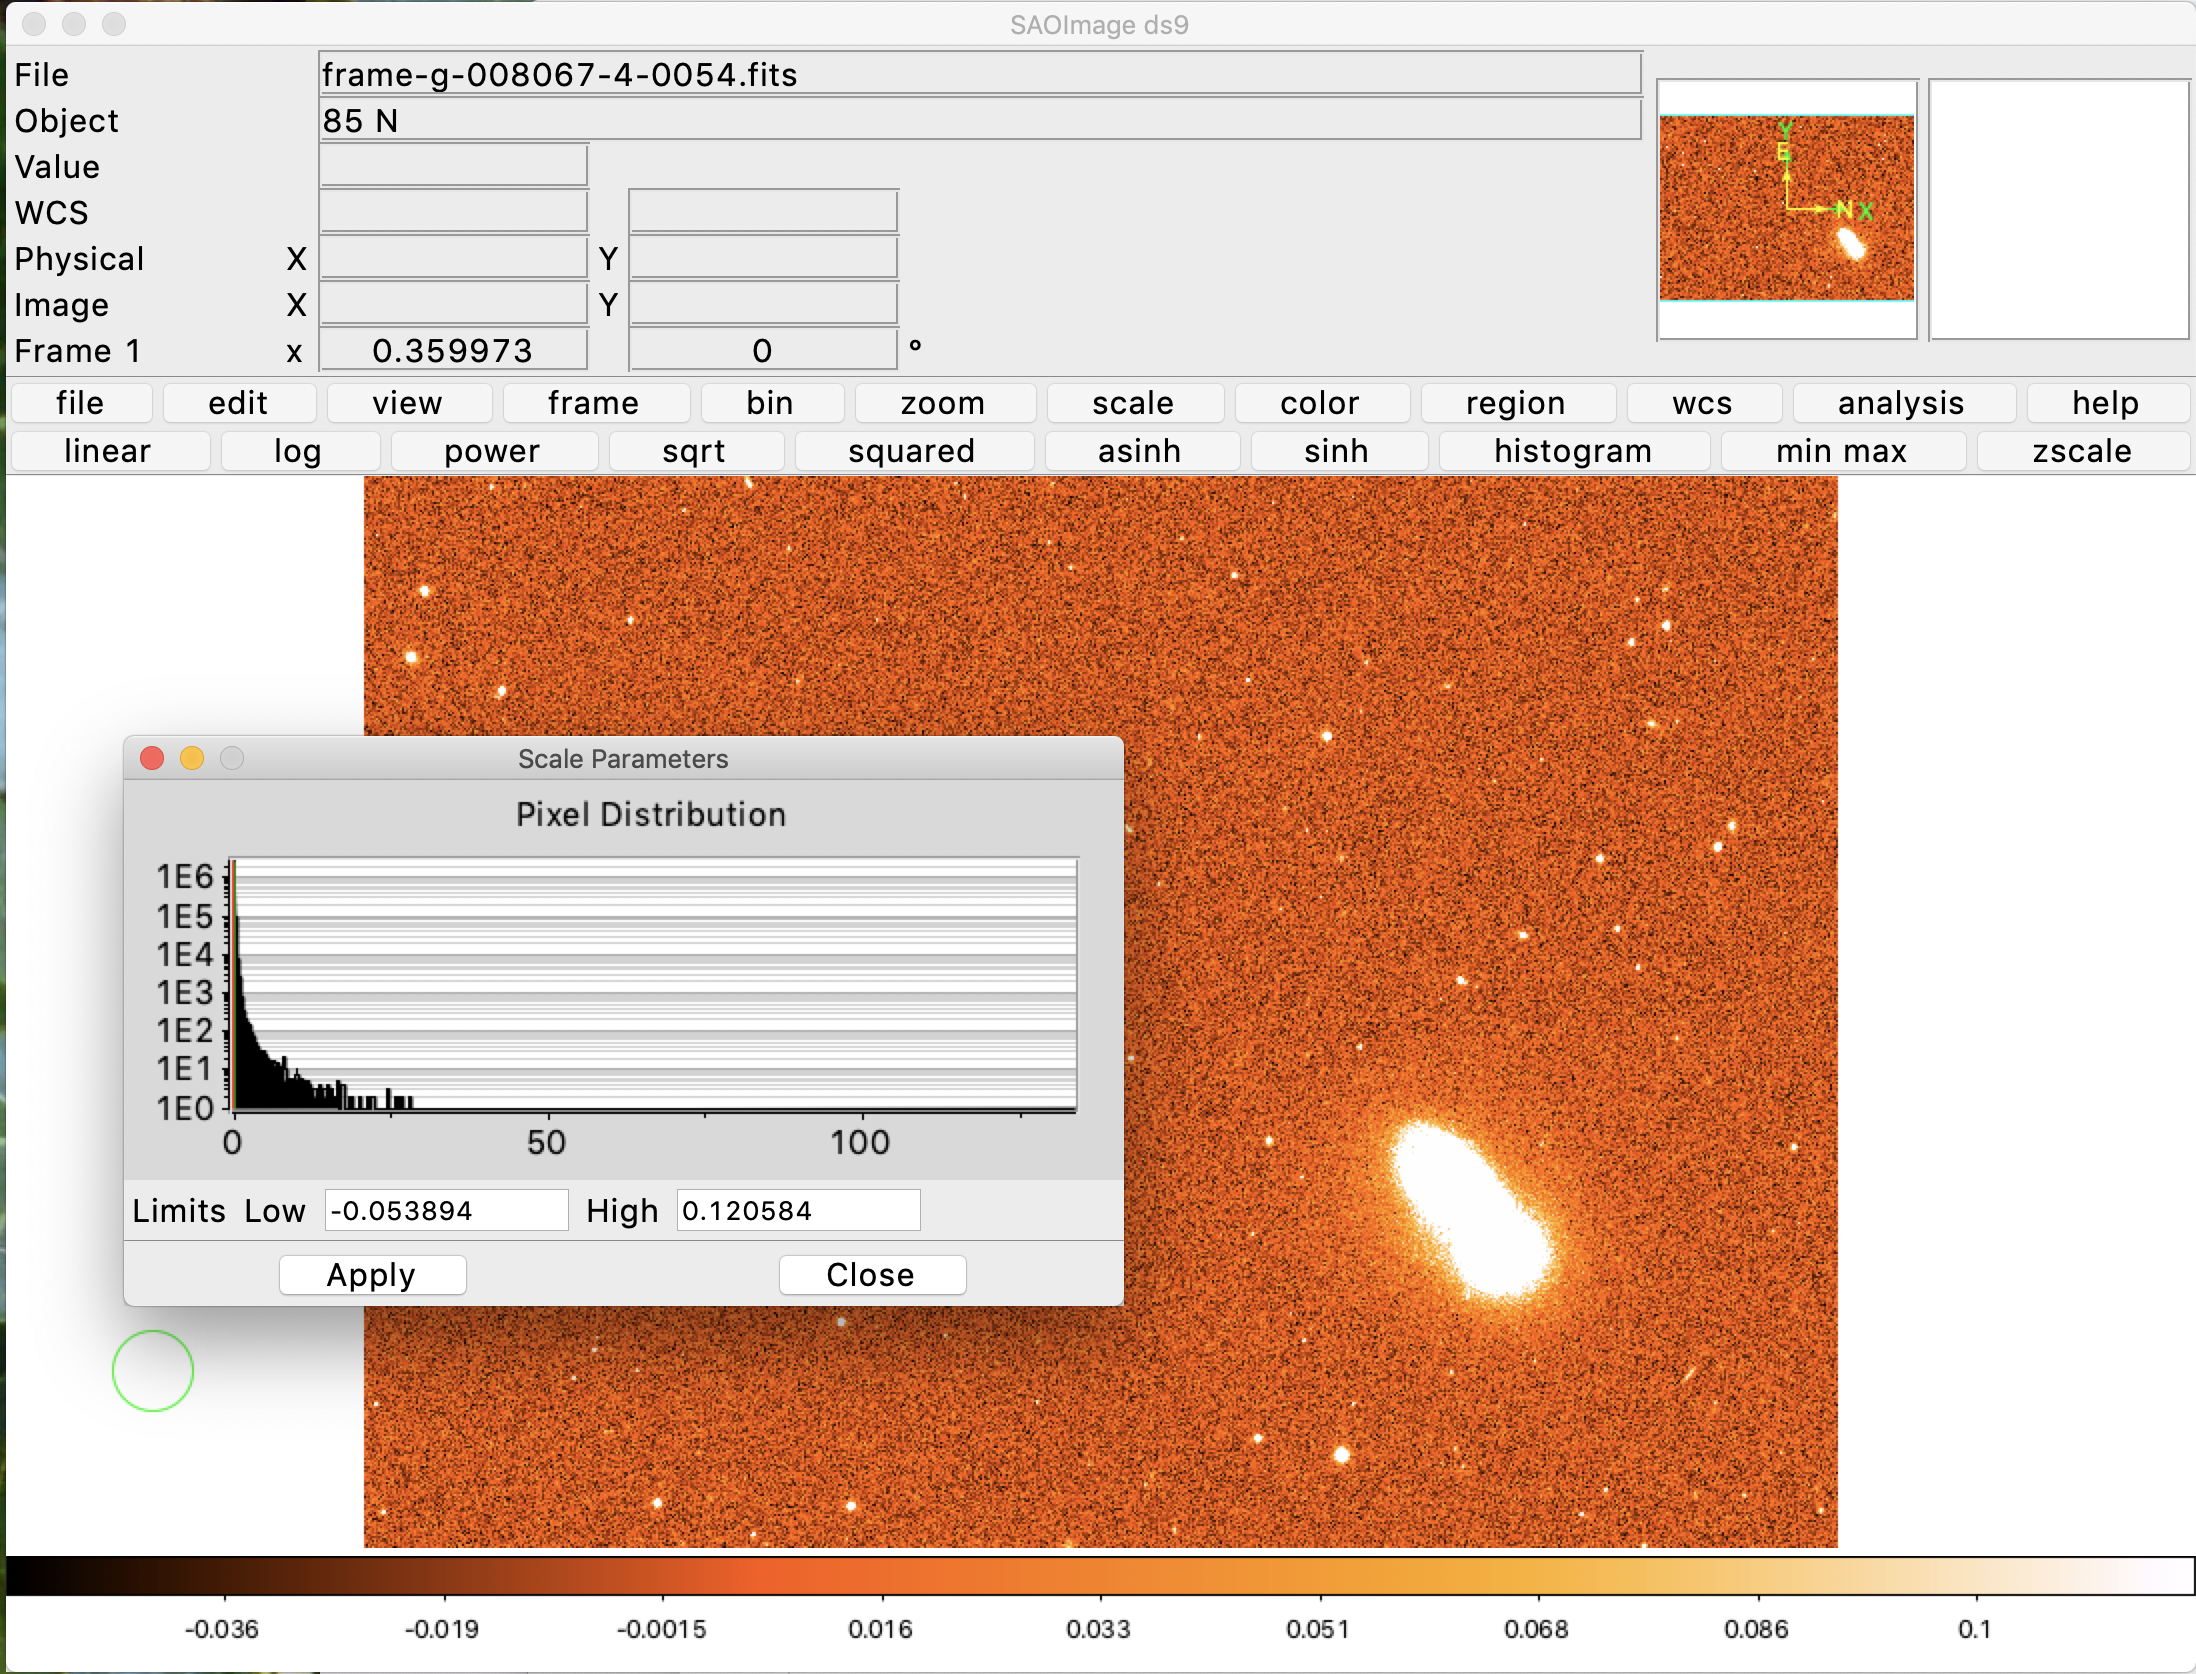 SAOImage ds9
File frame-g-008067-4-0054.fits
Object 85 N
Value
WCS
Physical X Y
Image X Y
Frame 1 x 0.359973 0 °
Y
E
N X
file edit view frame bin zoom scale color region wcs analysis help
linear log power sqrt squared asinh sinh histogram min max zscale
Scale Parameters
Pixel Distribution
1E6
1E5
1E4
1E3
1E2
1E1
1E0
0 50 100
Limits Low -0.053894 High 0.120584
Apply Close
-0.036 -0.019 -0.0015 0.016 0.033 0.051 0.068 0.086 0.1